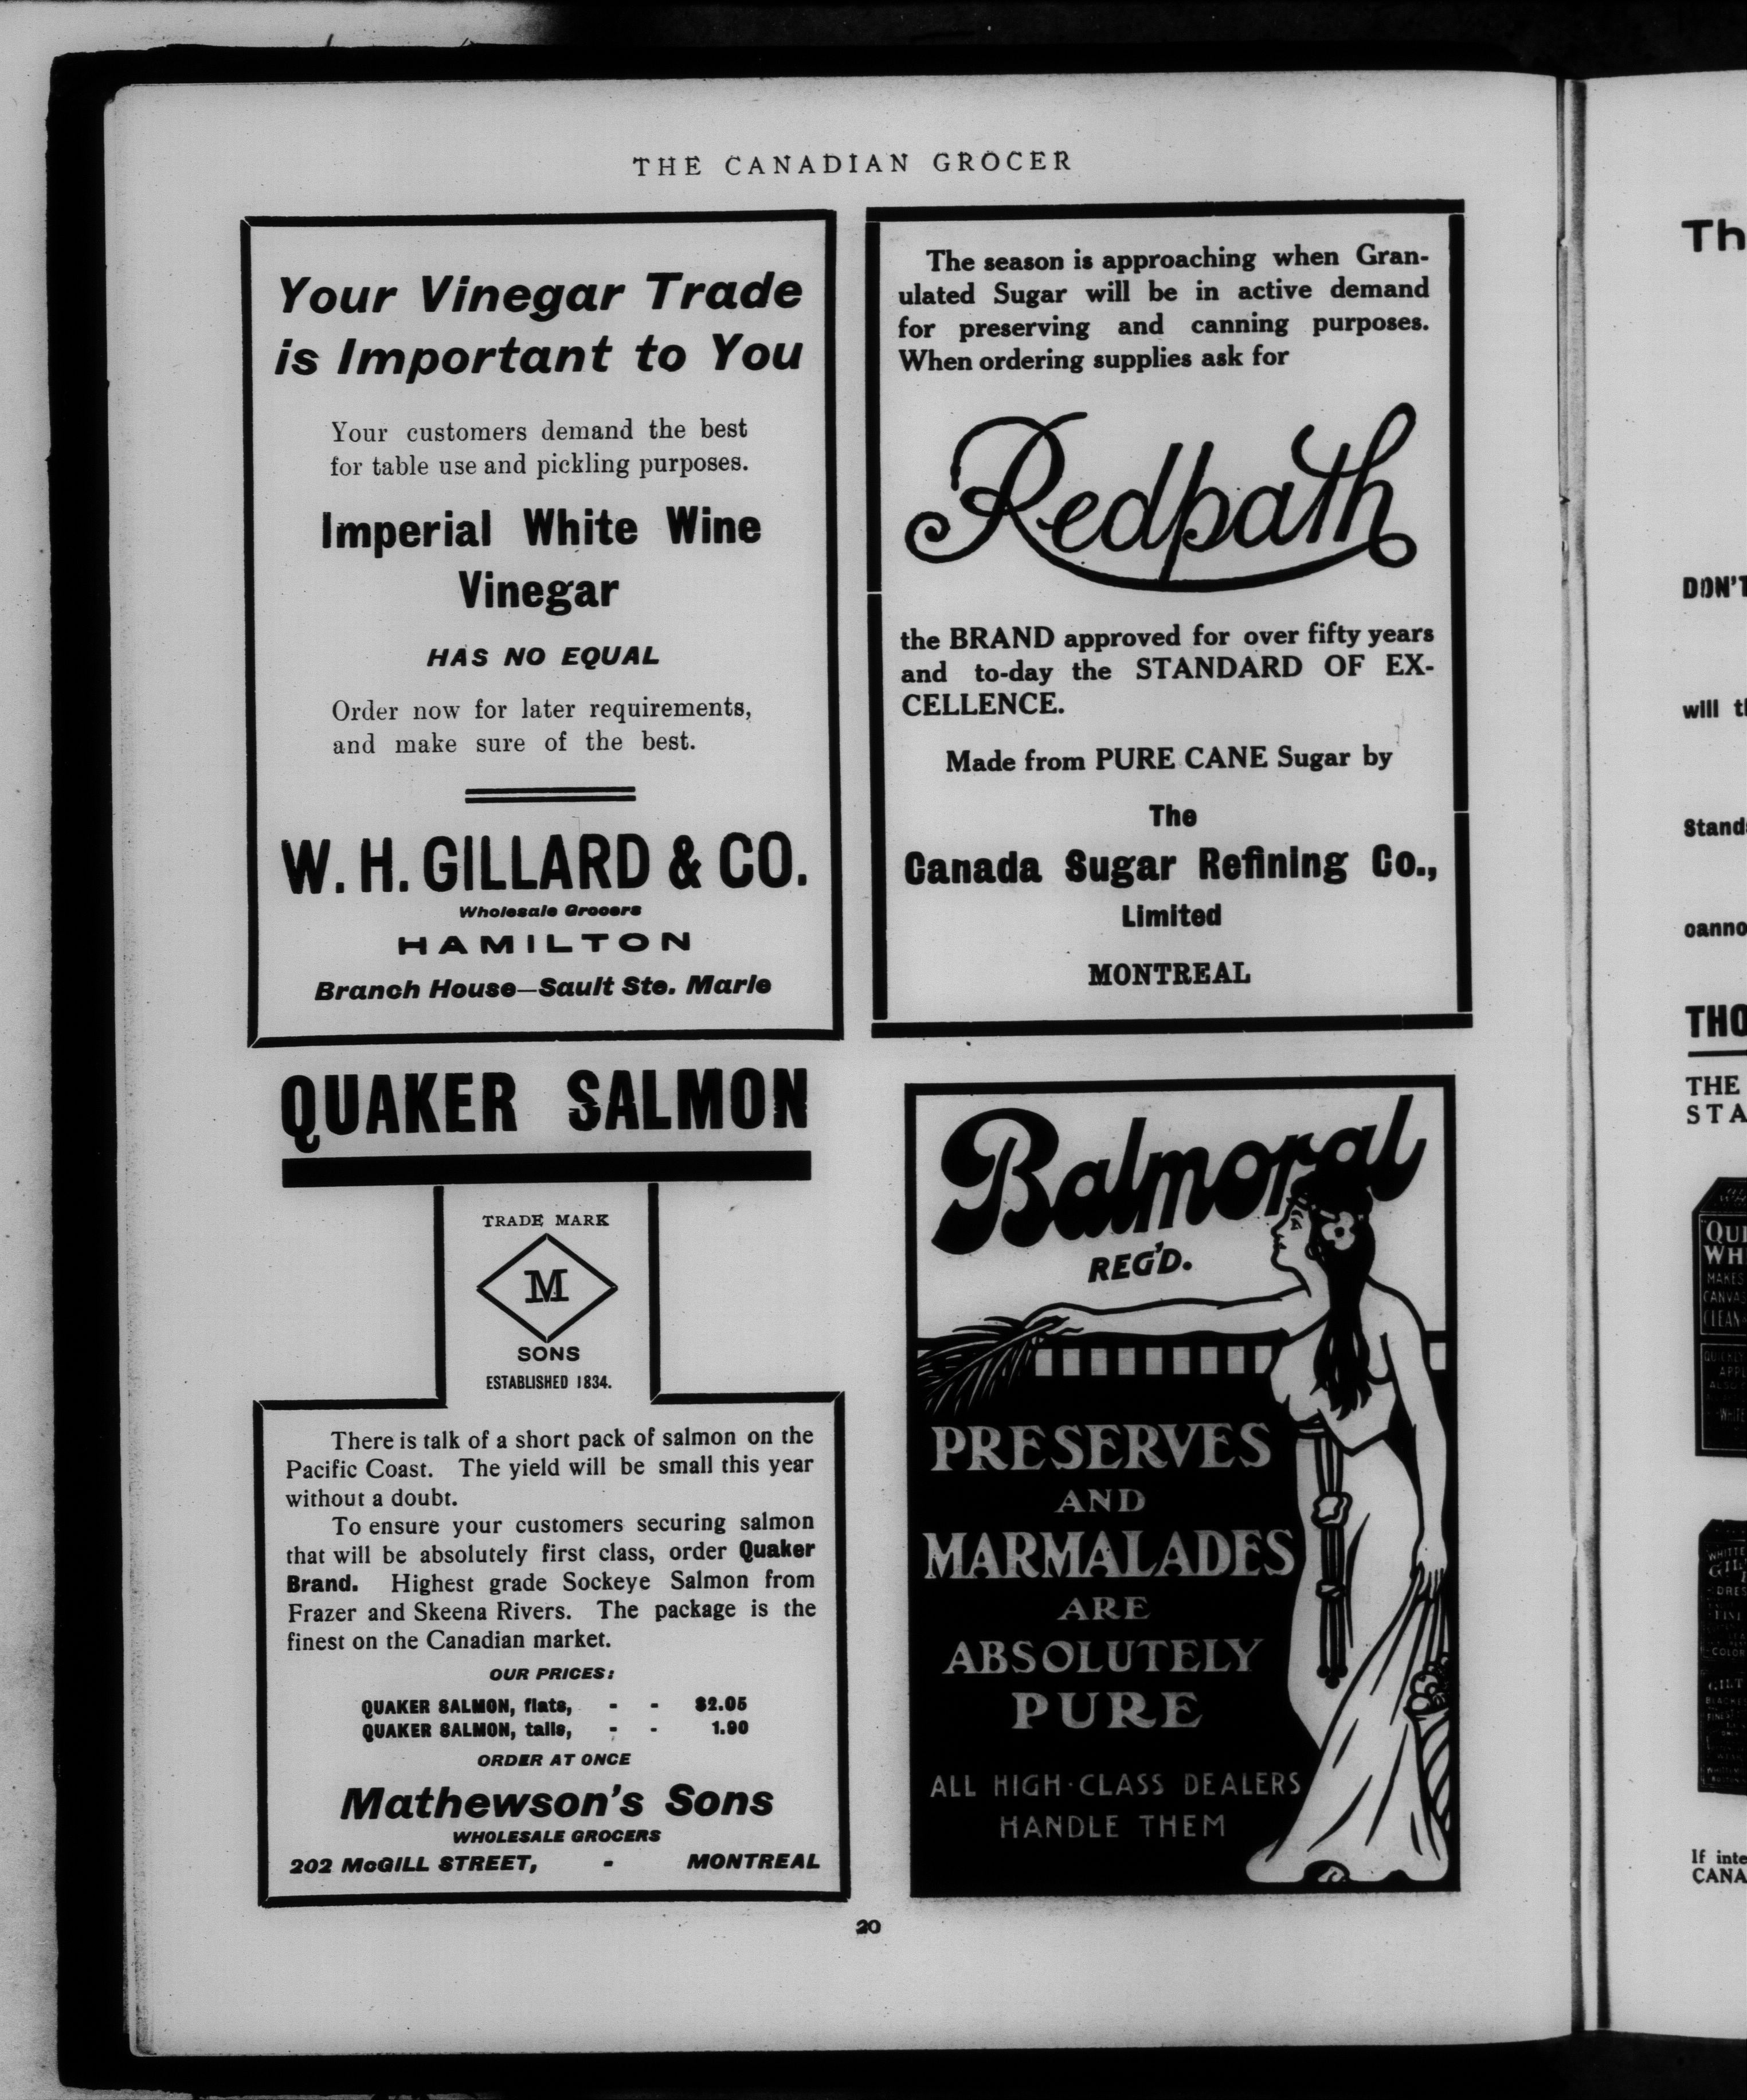 THE CANADIAN GROCER
Your Vinegar Trade
is Important to You
Your customers demand the best
for table use and pickling purposes.
Imperial White Wine
Vinegar
HAS NO EQUAL
Order now for later requirements,
and make sure of the best.
W. H. GILLARD & CO.
Wholesale Grocers
HAMILTON
Branch House—Sault Ste. Marie
The season is approaching when Gran-
ulated Sugar will be in active demand
for preserving and canning purposes.
When ordering supplies ask for
Redpath
the BRAND approved for over fifty years
and to-day the STANDARD OF EX-
CELLENCE.
Made from PURE CANE Sugar by
The
Canada Sugar Refining Co.,
Limited
MONTREAL
QUAKER SALMON
TRADE MARK
M
SONS
ESTABLISHED 1834.
There is talk of a short pack of salmon on the
Pacific Coast. The yield will be small this year
without a doubt.
To ensure your customers securing salmon
that will be absolutely first class, order Quaker
Brand. Highest grade Sockeye Salmon from
Frazer and Skeena Rivers. The package is the
finest on the Canadian market.
OUR PRICES:
QUAKER SALMON, flats, - - $2.05
QUAKER SALMON, talls, - - 1.90
ORDER AT ONCE
Mathewson's Sons
WHOLESALE GROCERS
202 McGILL STREET, - MONTREAL
Balmoral
REG'D.
PRESERVES
AND
MARMALADES
ARE
ABSOLUTELY
PURE
ALL HIGH-CLASS DEALERS
HANDLE THEM
20
Th
DON'T
will t
Stand
canno
THO
THE
STA
QUI
WH
MAKES
CANVAS
CLEAN
If inte
CANA